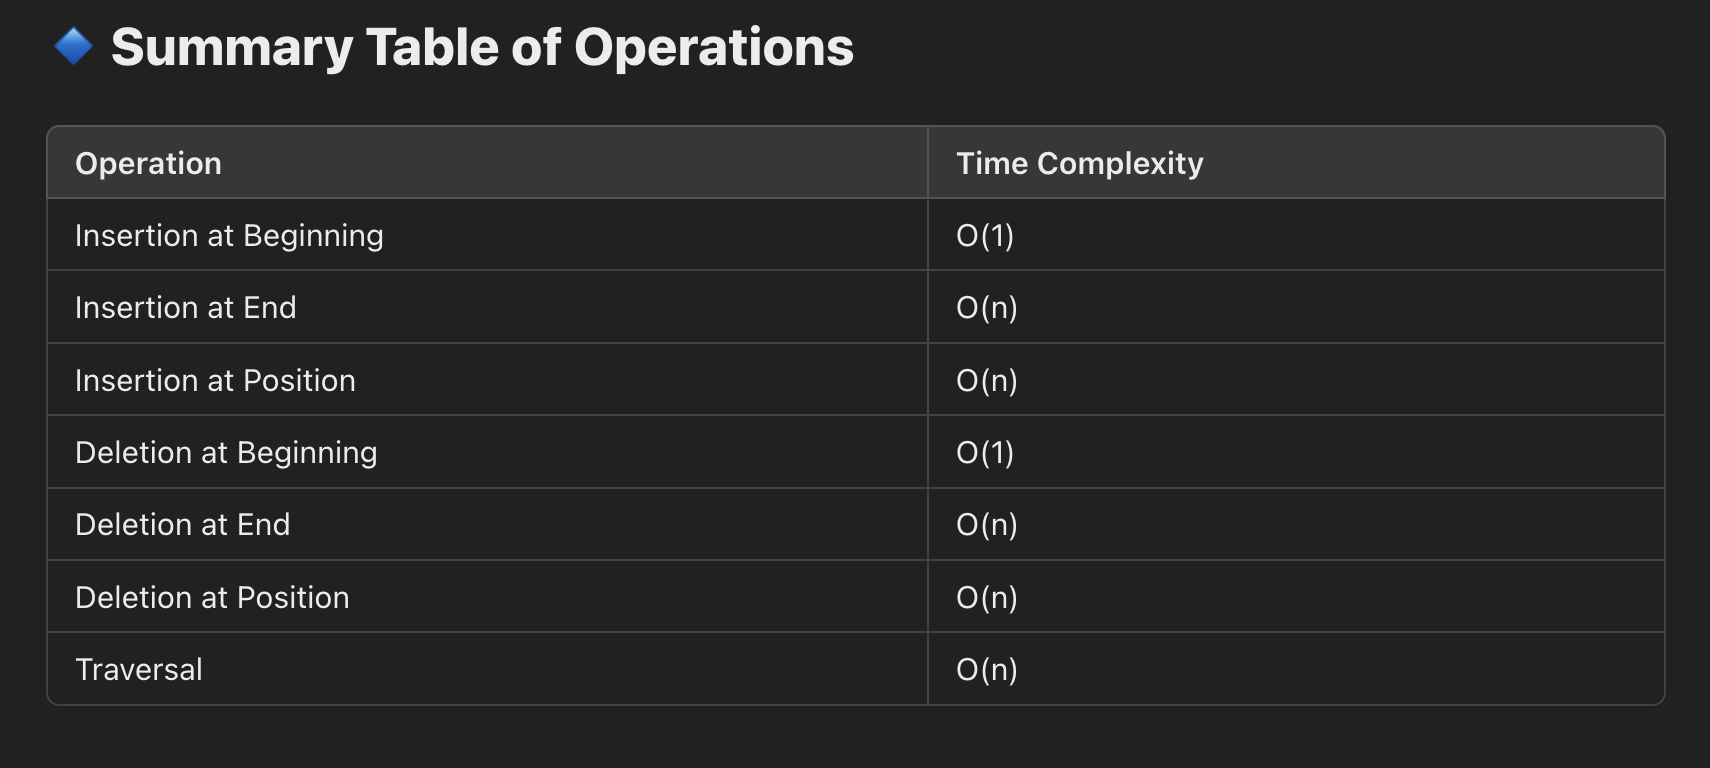 🔷 Summary Table of Operations
Operation Time Complexity
Insertion at Beginning O(1)
Insertion at End O(n)
Insertion at Position O(n)
Deletion at Beginning O(1)
Deletion at End O(n)
Deletion at Position O(n)
Traversal O(n)